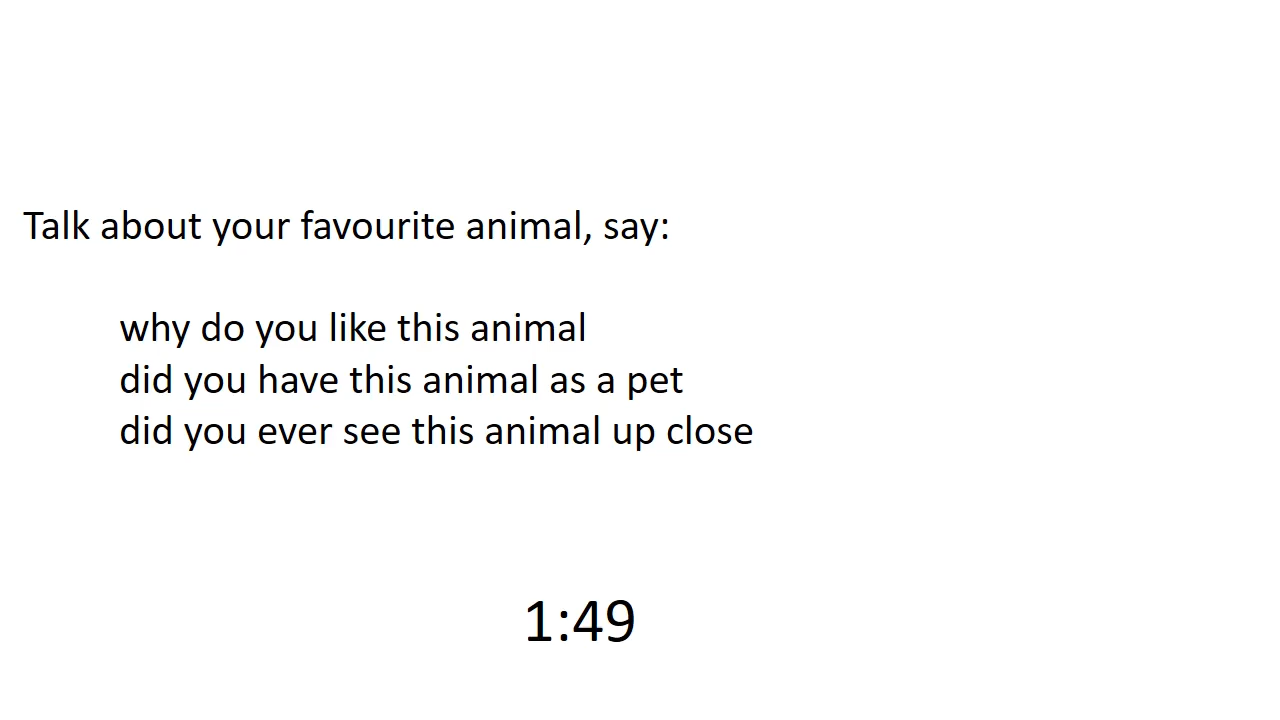 Talk about your favourite animal, say:
why do you like this animal
did you have this animal as a pet
did you ever see this animal up close
1:49